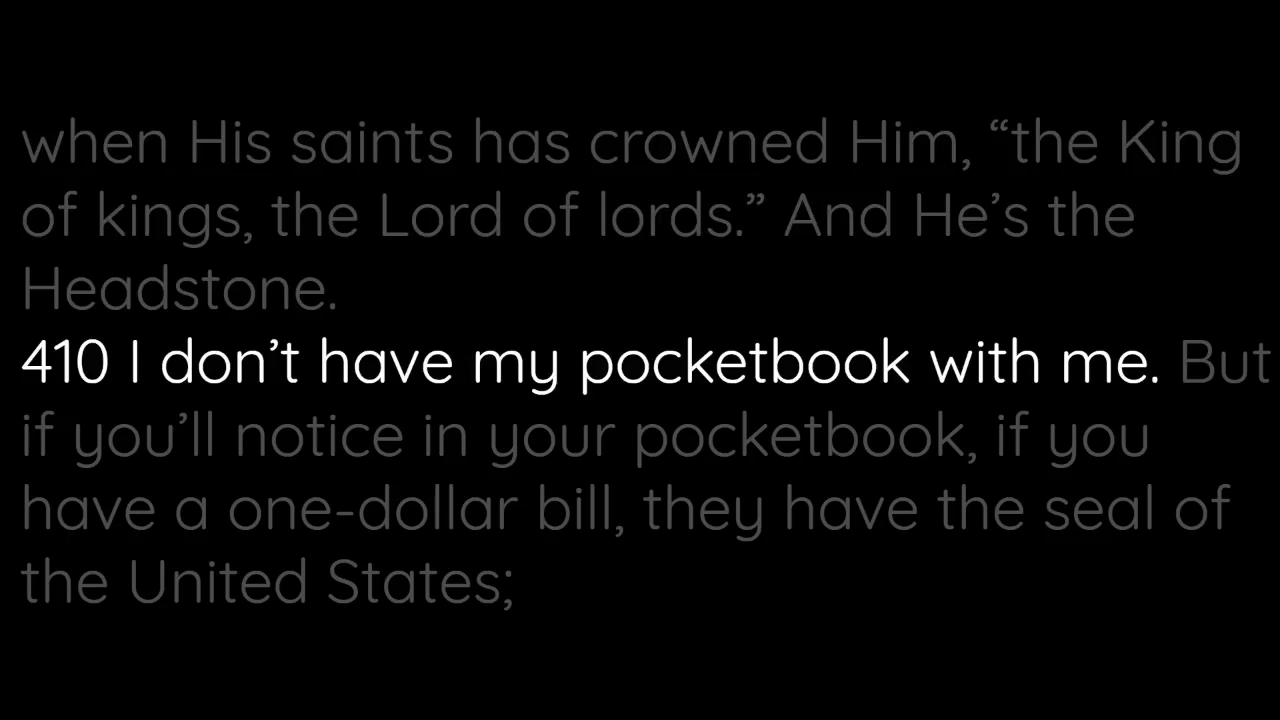 when His saints has crowned Him, “the King
of kings, the Lord of lords.” And He’s the
Headstone.
410 I don’t have my pocketbook with me. But
if you’ll notice in your pocketbook, if you
have a one-dollar bill, they have the seal of
the United States;